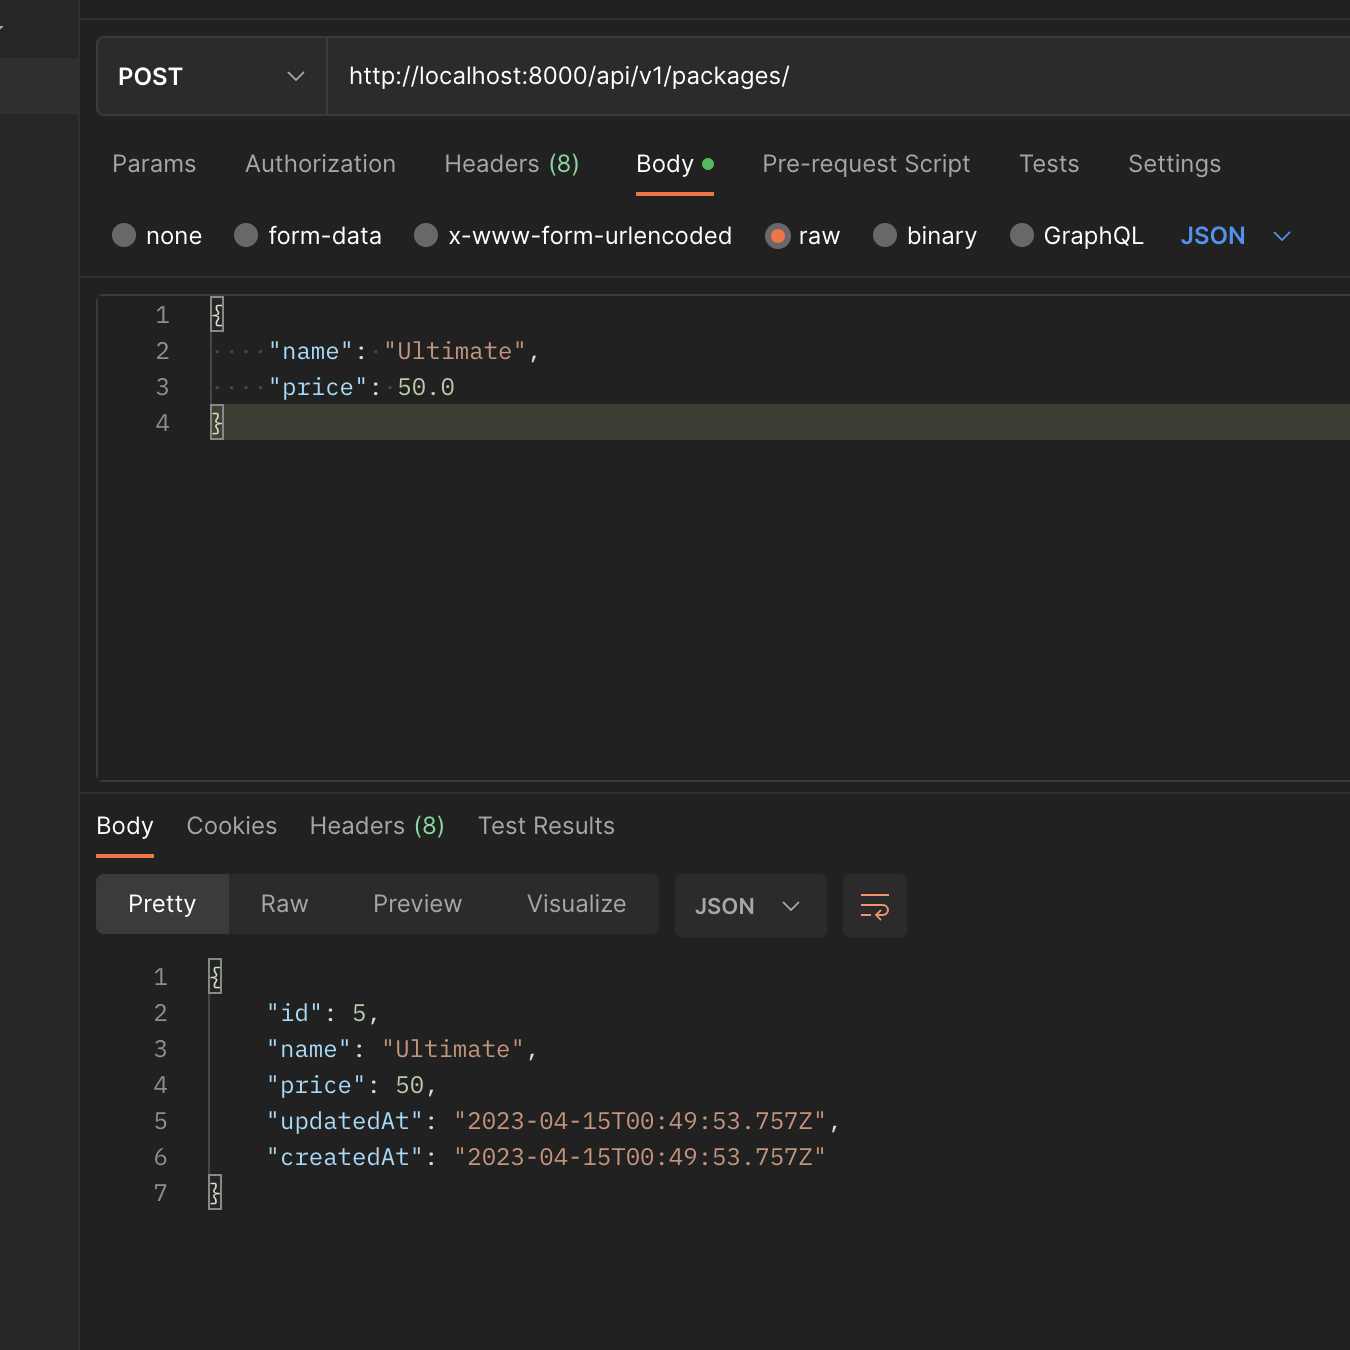 POST http://localhost:8000/api/v1/packages/
Params Authorization Headers (8) Body Pre-request Script Tests Settings
none form-data x-www-form-urlencoded raw binary GraphQL JSON
1 {
2 ····"name":·"Ultimate",
3 ····"price":·50.0
4 }
Body Cookies Headers (8) Test Results
Pretty Raw Preview Visualize JSON
1 {
2 "id": 5,
3 "name": "Ultimate",
4 "price": 50,
5 "updatedAt": "2023-04-15T00:49:53.757Z",
6 "createdAt": "2023-04-15T00:49:53.757Z"
7 }